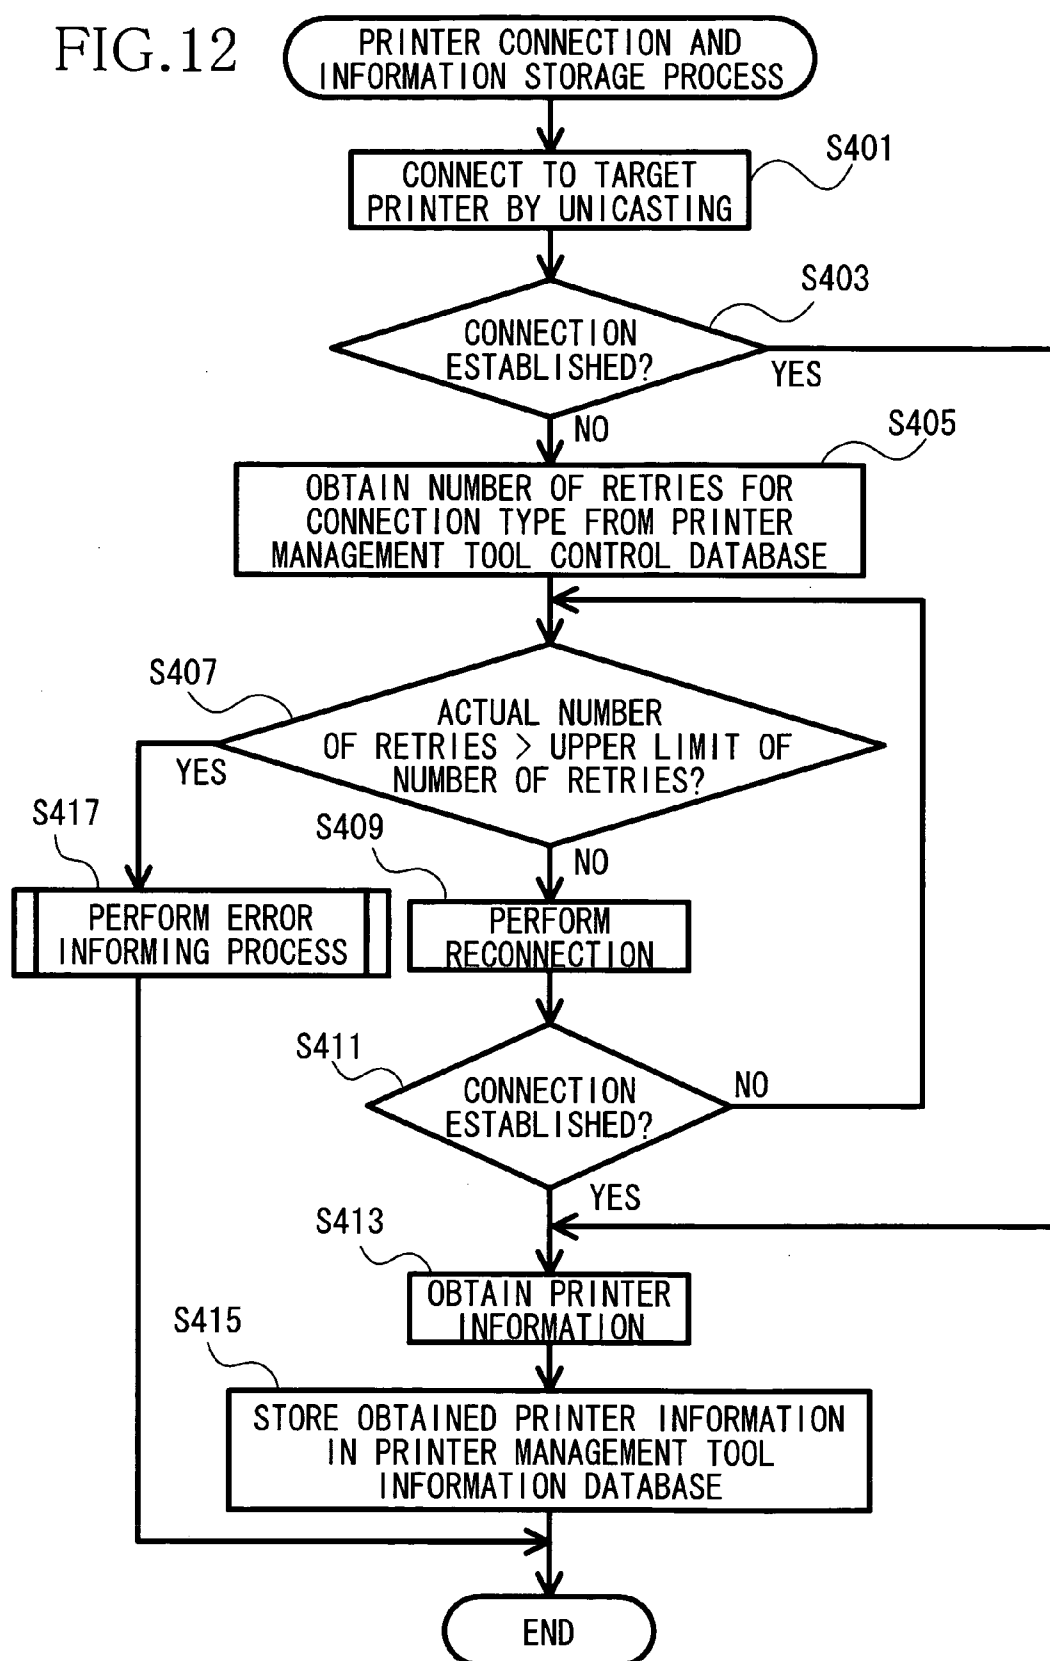 FIG.12
PRINTER CONNECTION AND
INFORMATION STORAGE PROCESS
S401
CONNECT TO TARGET
PRINTER BY UNICASTING
S403
CONNECTION
ESTABLISHED?
YES
NO
S405
OBTAIN NUMBER OF RETRIES FOR
CONNECTION TYPE FROM PRINTER
MANAGEMENT TOOL CONTROL DATABASE
S407
ACTUAL NUMBER
OF RETRIES > UPPER LIMIT OF
NUMBER OF RETRIES?
YES
NO
S417
PERFORM ERROR
INFORMING PROCESS
S409
PERFORM
RECONNECTION
S411
CONNECTION
ESTABLISHED?
NO
YES
S413
OBTAIN PRINTER
INFORMATION
S415
STORE OBTAINED PRINTER INFORMATION
IN PRINTER MANAGEMENT TOOL
INFORMATION DATABASE
END